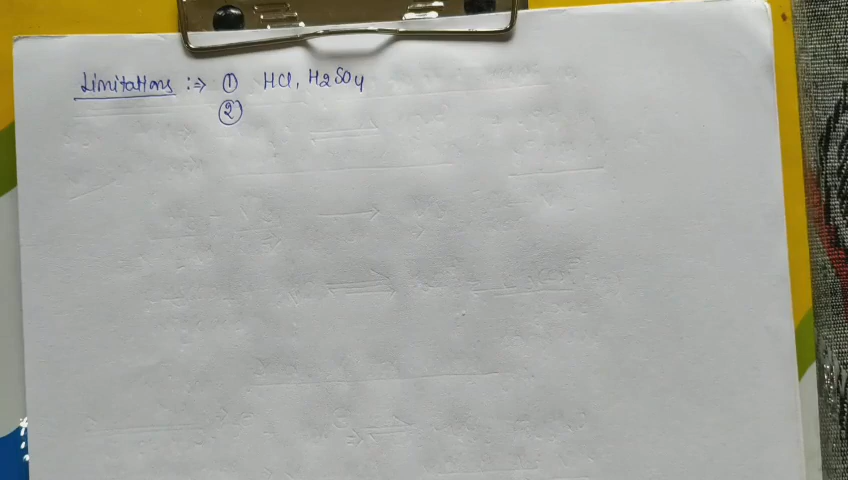 Limitations :⇒ ① HCl, H2SO4
②